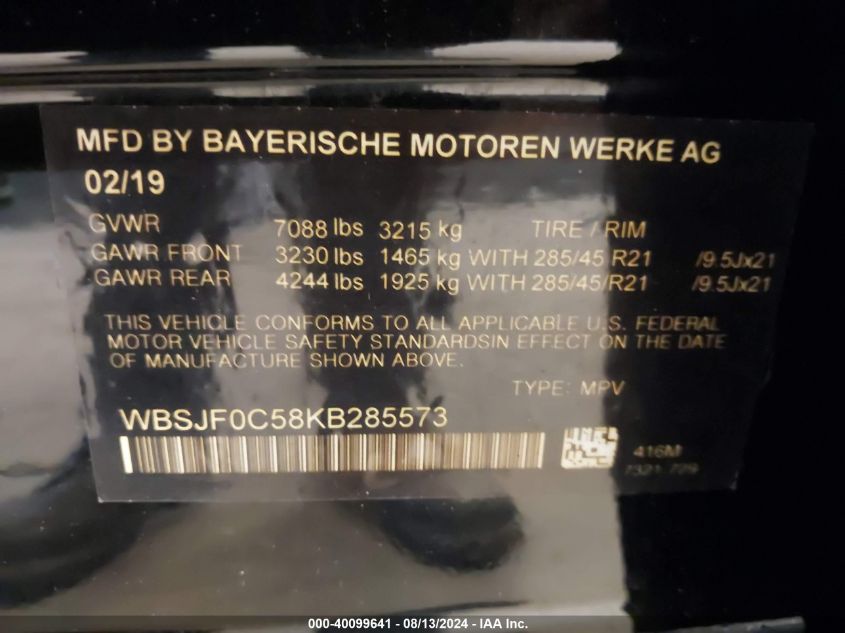 MFD BY BAYERISCHE MOTOREN WERKE AG
02/19
GVWR 7088 lbs 3215 kg TIRE / RIM
GAWR FRONT 3230 lbs 1465 kg WITH 285/45 R21 /9.5Jx21
GAWR REAR 4244 lbs 1925 kg WITH 285/45/R21 /9.5Jx21
THIS VEHICLE CONFORMS TO ALL APPLICABLE U.S. FEDERAL
MOTOR VEHICLE SAFETY STANDARDSIN EFFECT ON THE DATE
OF MANUFACTURE SHOWN ABOVE.
TYPE: MPV
WBSJF0C58KB285573
416M
000-40099641 - 08/13/2024 - IAA Inc.